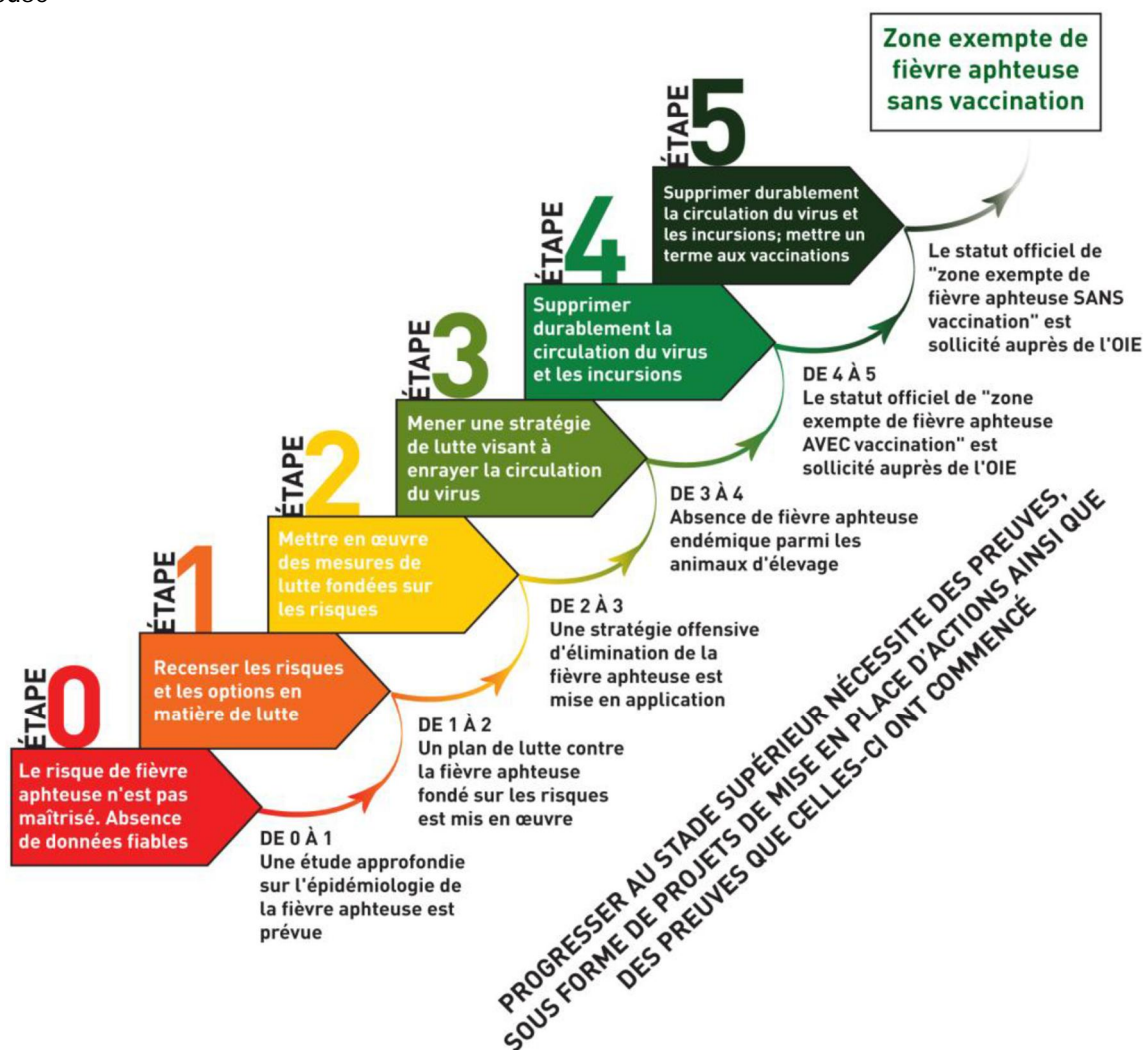 ÉTAPE 0
Le risque de fièvre
aphteuse n'est pas
maîtrisé. Absence
de données fiables
DE 0 À 1
Une étude approfondie
sur l'épidémiologie de
la fièvre aphteuse est
prévue
ÉTAPE 1
Recenser les risques
et les options en
matière de lutte
DE 1 À 2
Un plan de lutte contre
la fièvre aphteuse
fondé sur les risques
est mis en œuvre
ÉTAPE 2
Mettre en œuvre
des mesures de
lutte fondées sur
les risques
DE 2 À 3
Une stratégie offensive
d'élimination de la
fièvre aphteuse est
mise en application
ÉTAPE 3
Mener une stratégie
de lutte visant à
enrayer la circulation
du virus
DE 3 À 4
Absence de fièvre aphteuse
endémique parmi les
animaux d'élevage
ÉTAPE 4
Supprimer
durablement la
circulation du virus
et les incursions
DE 4 À 5
Le statut officiel de "zone
exempte de fièvre aphteuse
AVEC vaccination" est
sollicité auprès de l'OIE
ÉTAPE 5
Supprimer durablement
la circulation du virus et
les incursions; mettre un
terme aux vaccinations
Le statut officiel de
"zone exempte de
fièvre aphteuse SANS
vaccination" est
sollicité auprès de l'OIE
Zone exempte de
fièvre aphteuse
sans vaccination
PROGRESSER AU STADE SUPÉRIEUR NÉCESSITE DES PREUVES,
SOUS FORME DE PROJETS DE MISE EN PLACE D'ACTIONS AINSI QUE
DES PREUVES QUE CELLES-CI ONT COMMENCÉ